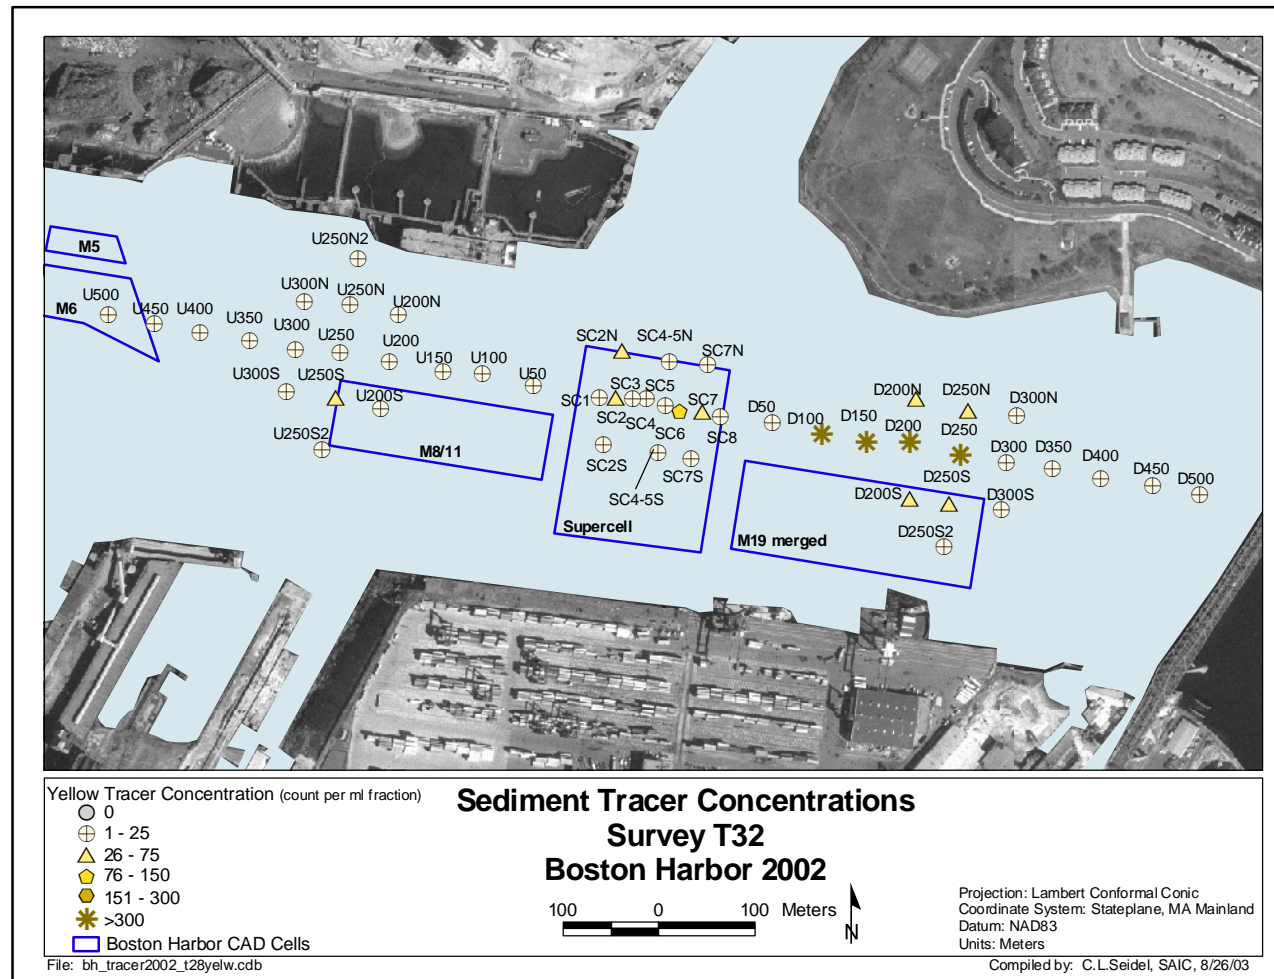 U250N2
M5
U300N
U250N
U200N
M6
U500
U450
U400
U350
U300
U250
U200
U150
U100
U50
U300S
U250S
U200S
U250S2
M8/11
SC2N
SC4-5N
SC7N
SC1
SC3
SC5
SC7
SC2
SC4
SC6
SC8
SC2S
SC7S
SC4-5S
Supercell
D50
D100
D150
D200
D250
D200N
D250N
D300N
D300
D350
D400
D450
D500
D200S
D250S
D300S
D250S2
M19 merged
Yellow Tracer Concentration (count per ml fraction)
0
1 - 25
26 - 75
76 - 150
151 - 300
>300
Boston Harbor CAD Cells
Sediment Tracer Concentrations
Survey T32
Boston Harbor 2002
100 0 100 Meters
N
Projection: Lambert Conformal Conic
Coordinate System: Stateplane, MA Mainland
Datum: NAD83
Units: Meters
File: bh_tracer2002_t28yelw.cdb
Compiled by: C.L.Seidel, SAIC, 8/26/03